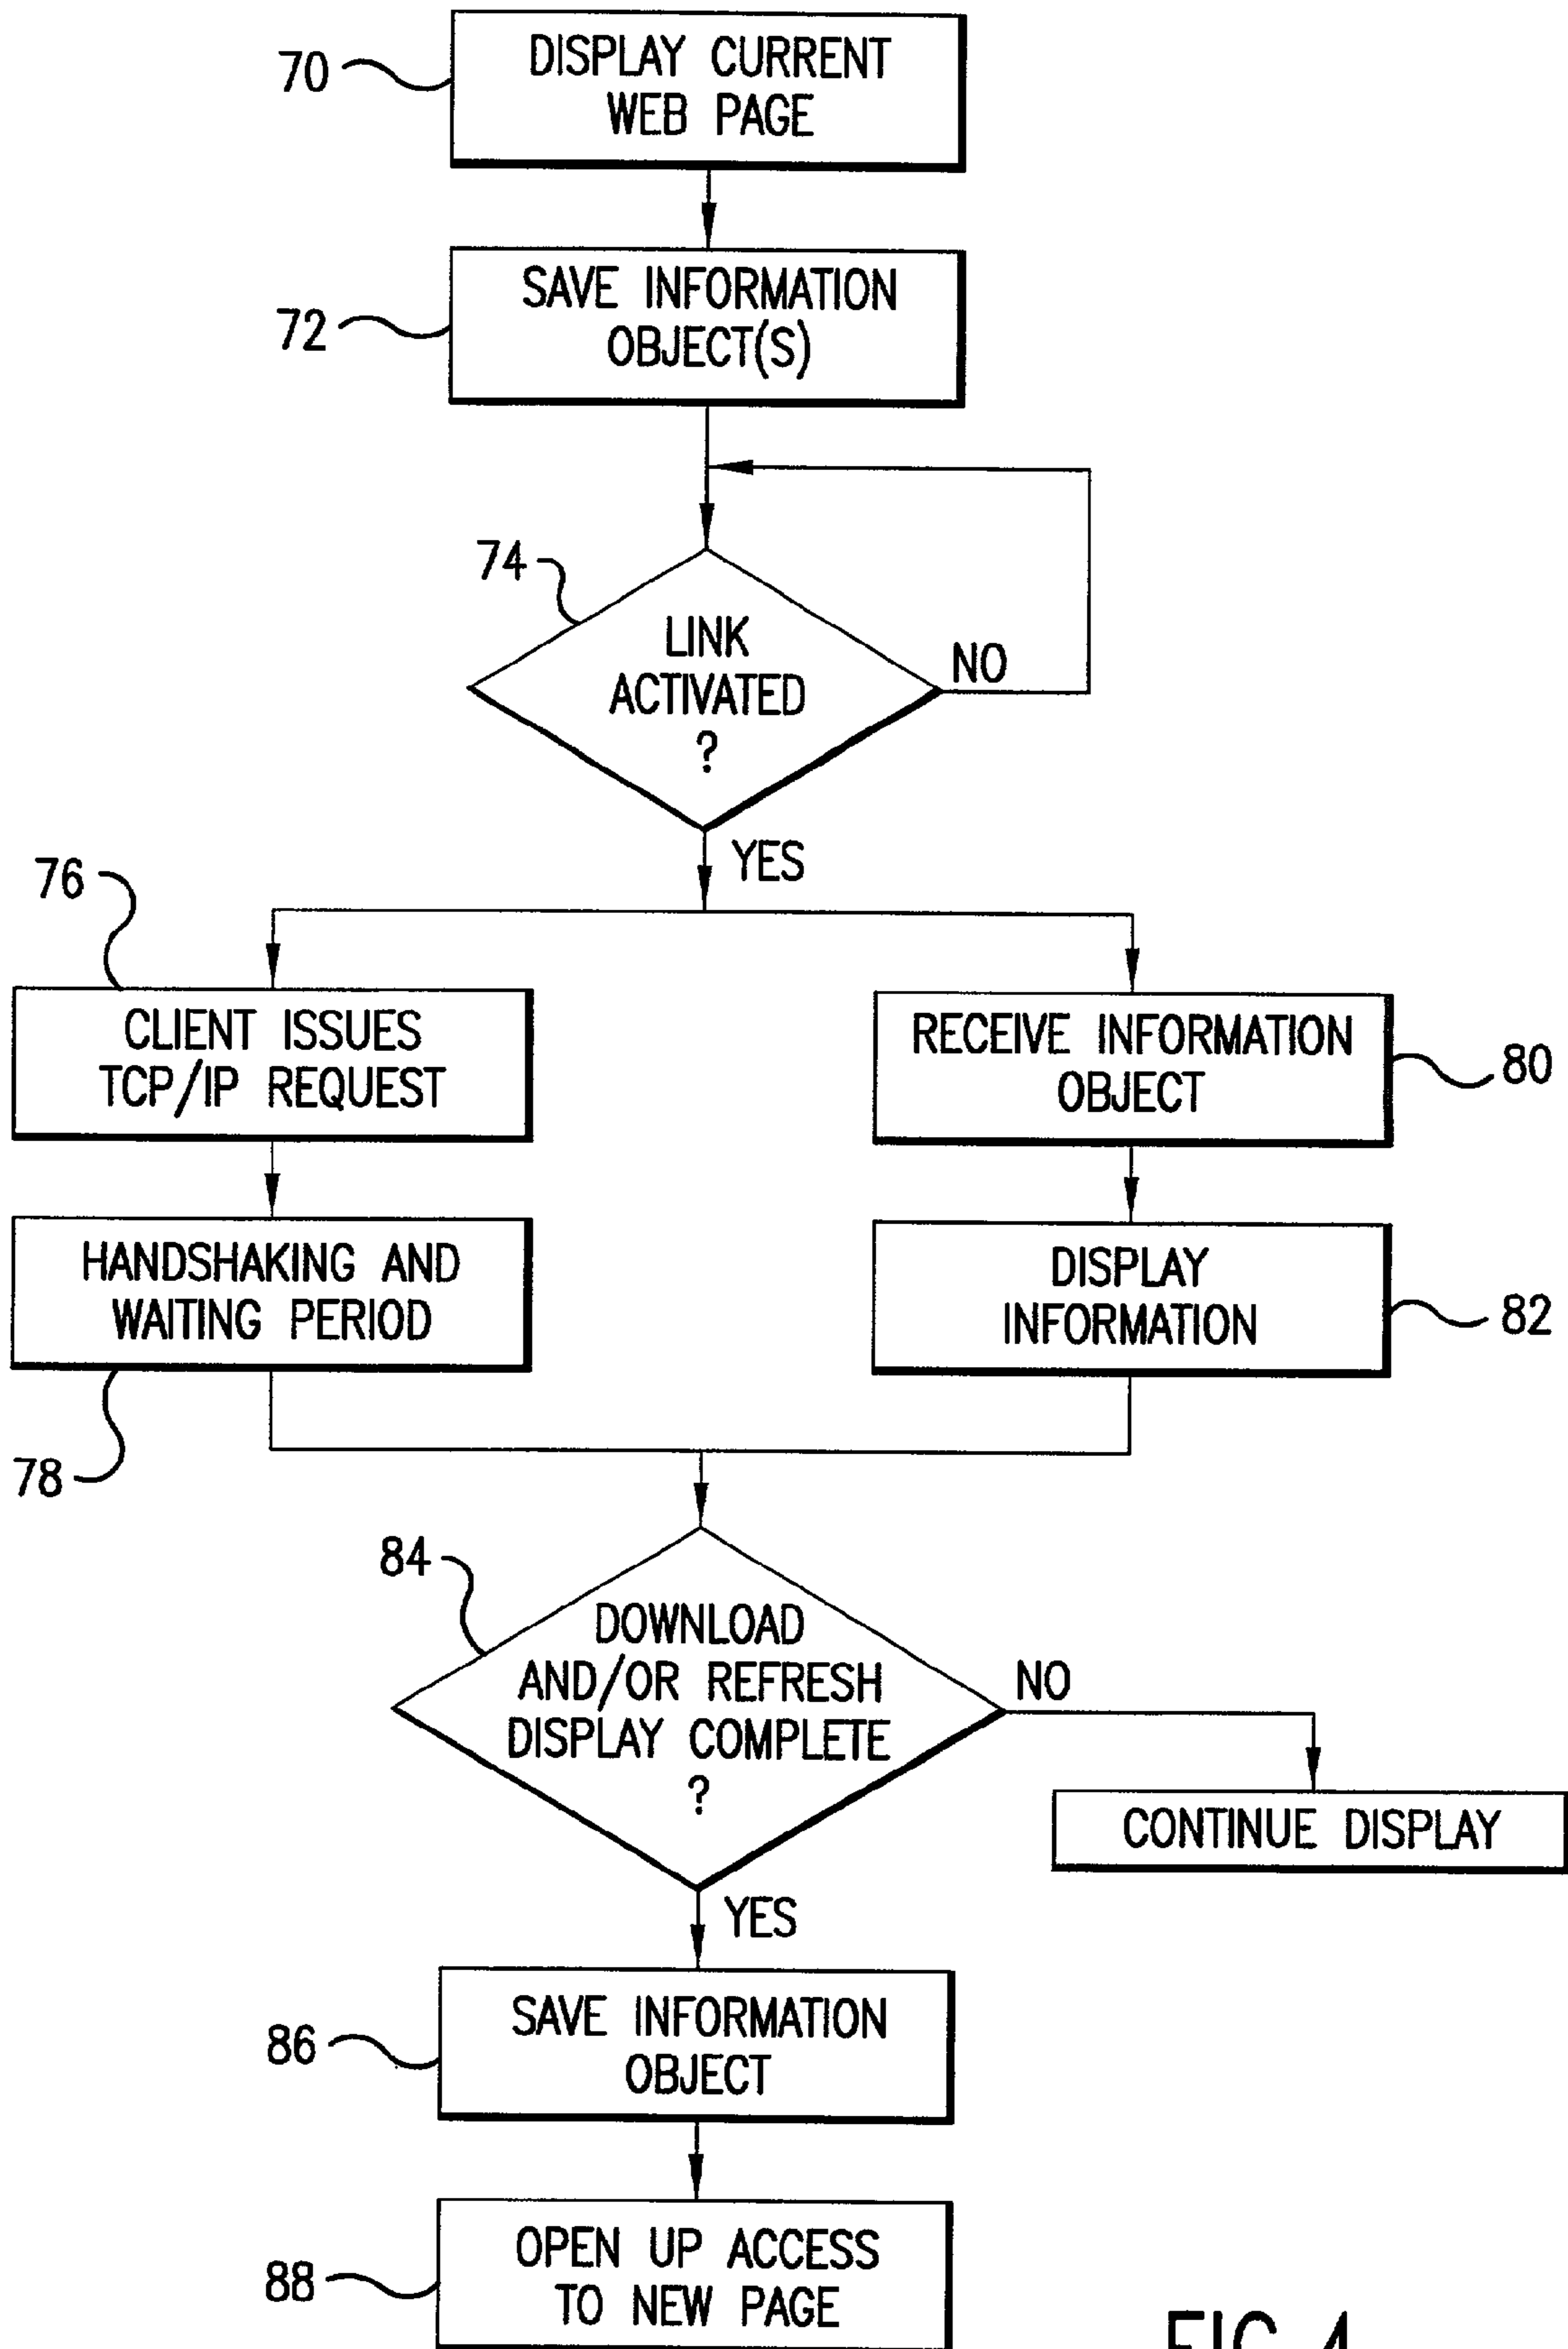 70
DISPLAY CURRENT
WEB PAGE
72
SAVE INFORMATION
OBJECT(S)
74
LINK
ACTIVATED
?
NO
YES
76
CLIENT ISSUES
TCP/IP REQUEST
RECEIVE INFORMATION
OBJECT
80
HANDSHAKING AND
WAITING PERIOD
78
DISPLAY
INFORMATION
82
84
DOWNLOAD
AND/OR REFRESH
DISPLAY COMPLETE
?
NO
CONTINUE DISPLAY
YES
86
SAVE INFORMATION
OBJECT
88
OPEN UP ACCESS
TO NEW PAGE
FIG.4